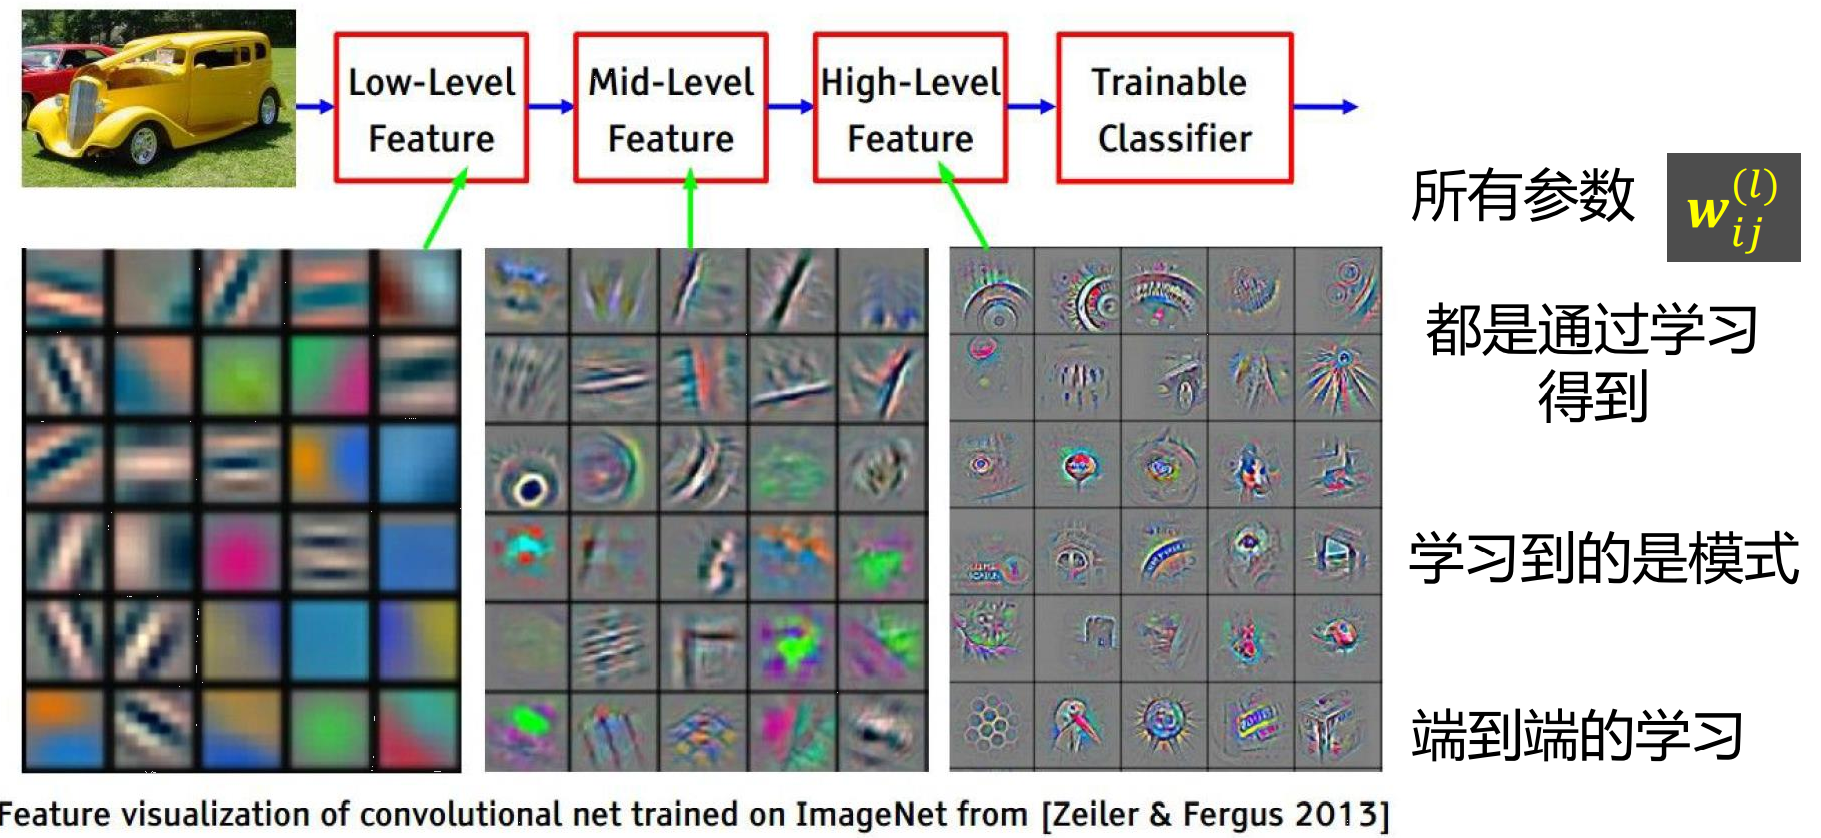 Low-Level
Feature
Mid-Level
Feature
High-Level
Feature
Trainable
Classifier
所有参数 w_{ij}^{(l)}
都是通过学习
得到
学习到的是模式
端到端的学习
Feature visualization of convolutional net trained on ImageNet from [Zeiler & Fergus 2013]